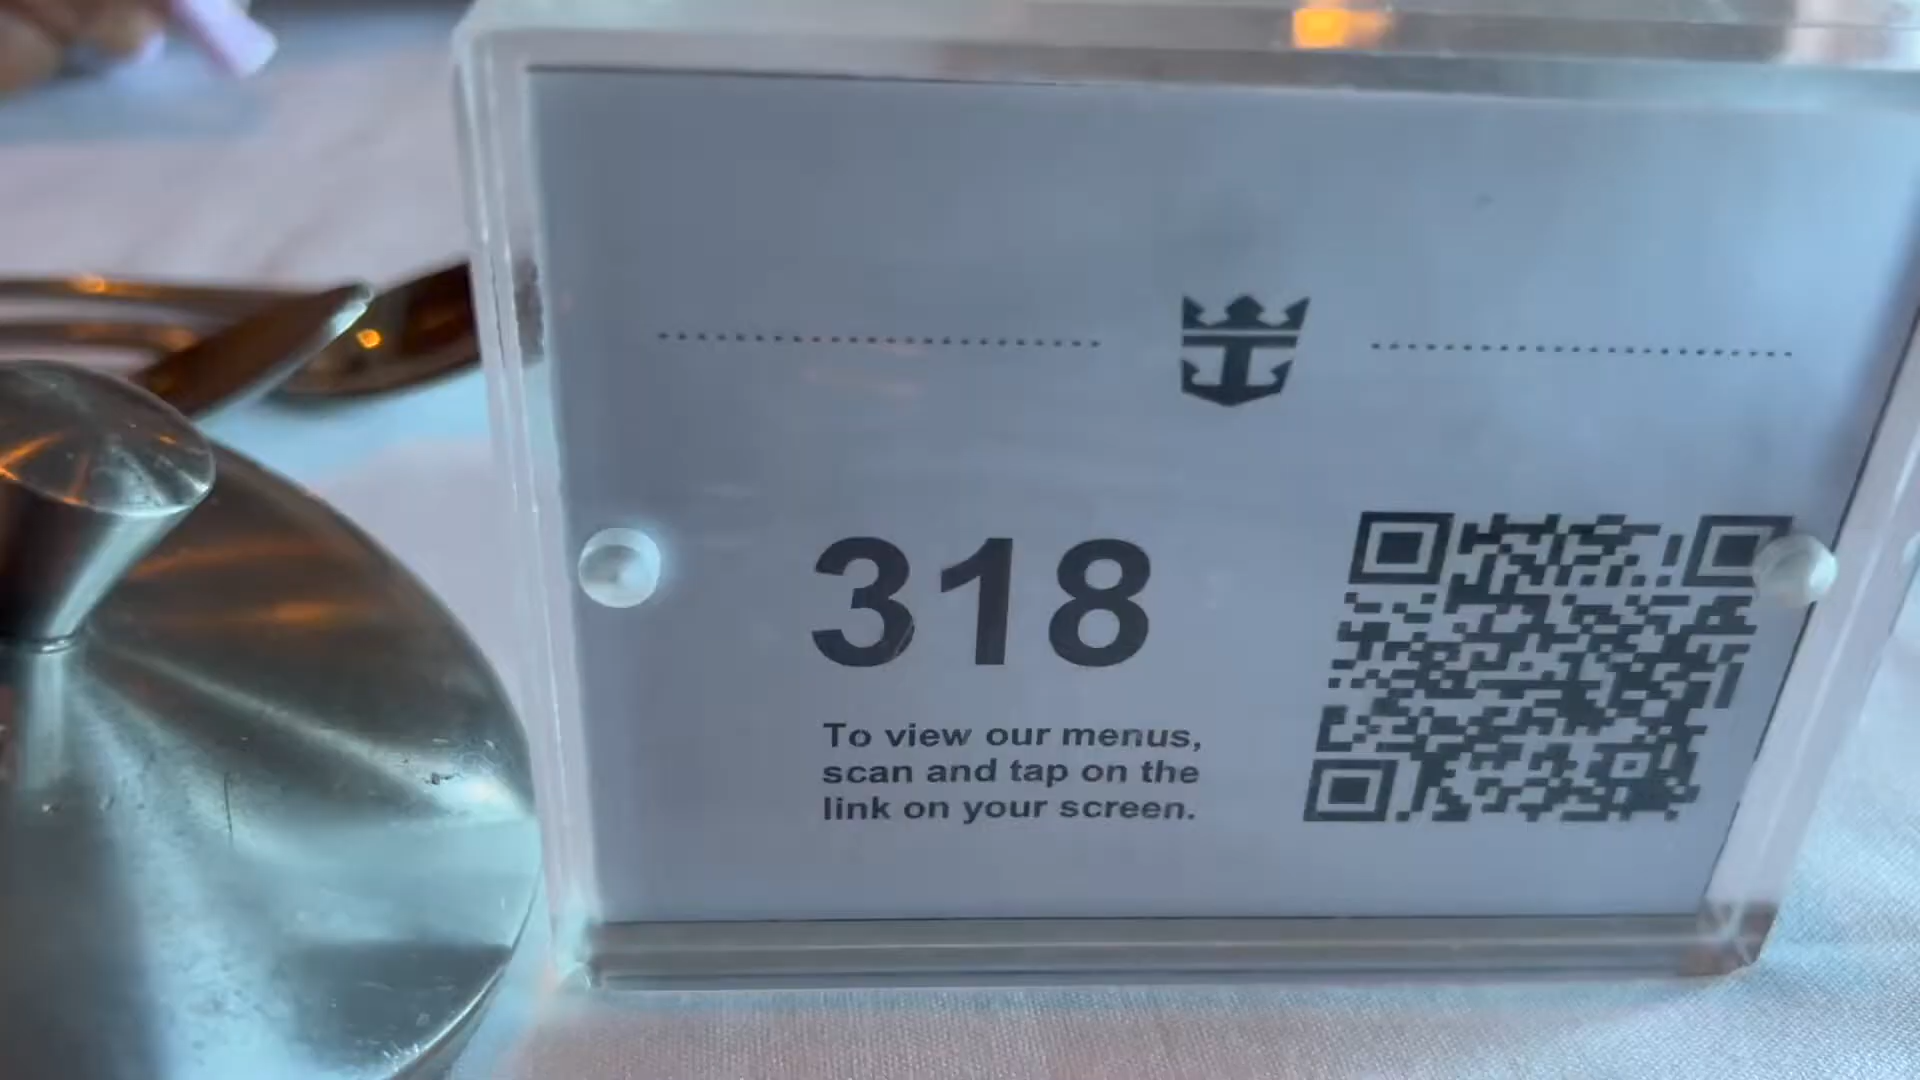 318
To view our menus,
scan and tap on the
link on your screen.